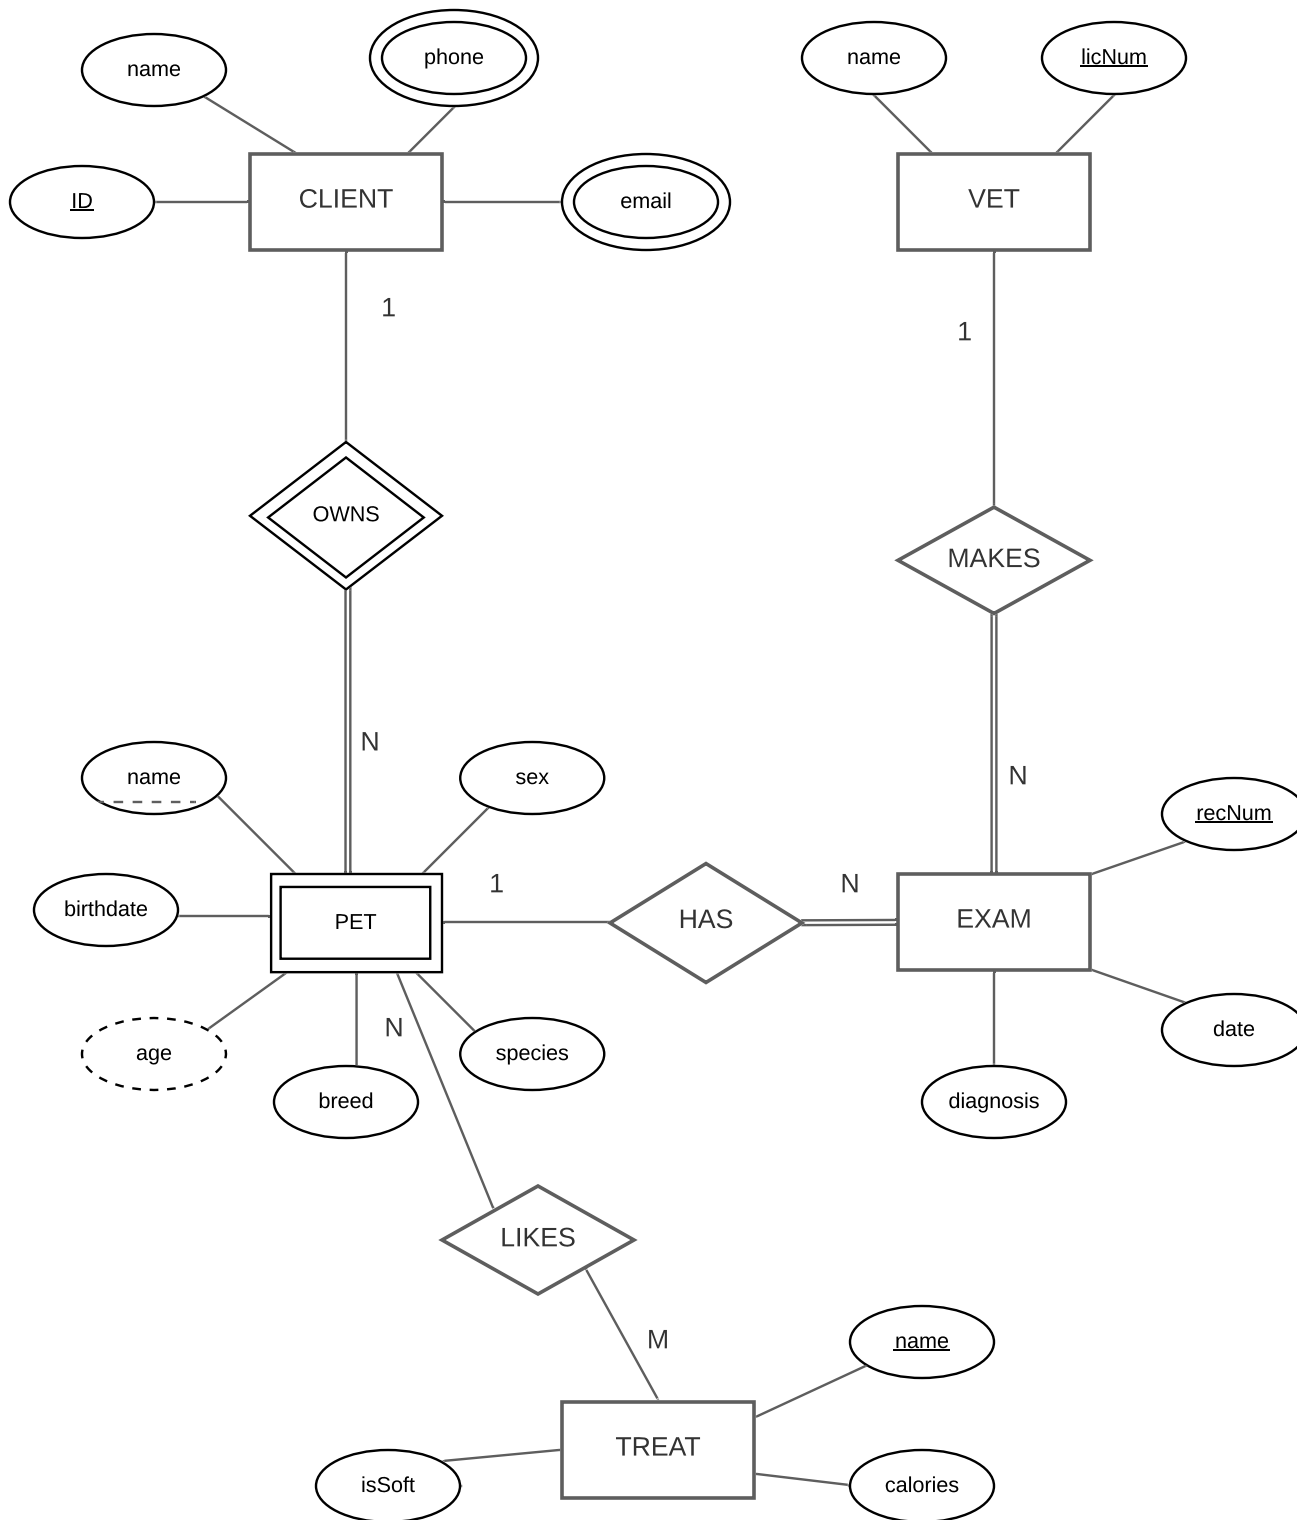 phone
name
name
licNum
ID
CLIENT
email
VET
1
1
OWNS
MAKES
N
N
name
sex
recNum
birthdate
PET
1
HAS
N
EXAM
age
N
species
date
breed
diagnosis
LIKES
M
name
TREAT
isSoft
calories